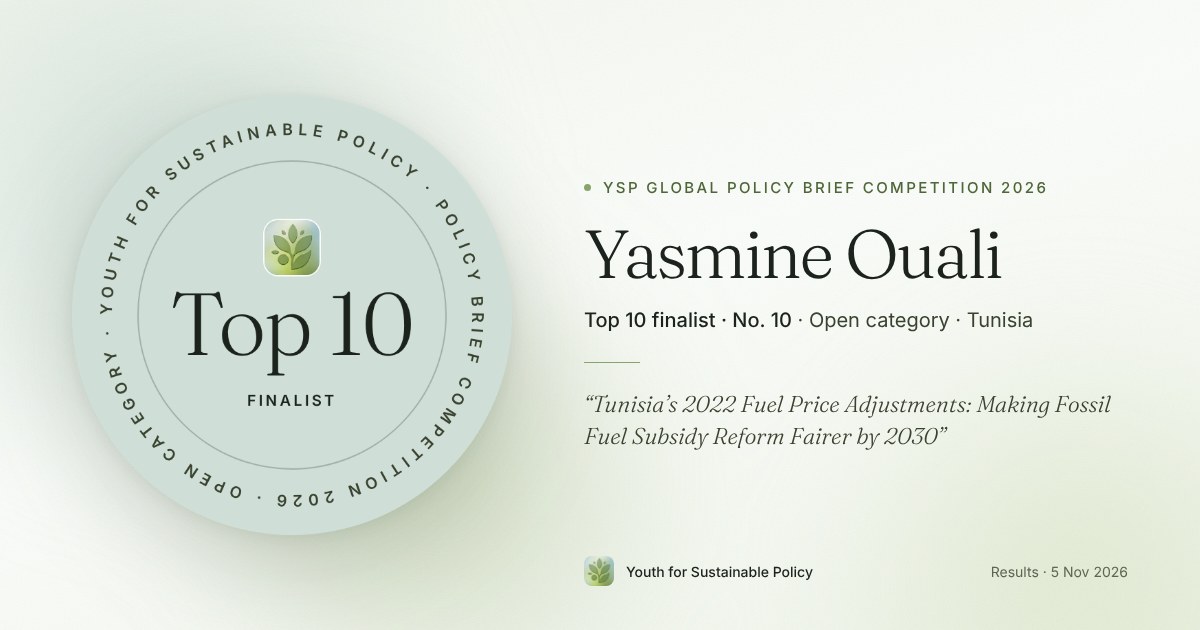 YOUTH FOR SUSTAINABLE POLICY · POLICY BRIEF COMPETITION 2026 · OPEN CATEGORY ·
Top 10
FINALIST
YSP GLOBAL POLICY BRIEF COMPETITION 2026
Yasmine Ouali
Top 10 finalist · No. 10 · Open category · Tunisia
“Tunisia’s 2022 Fuel Price Adjustments: Making Fossil
Fuel Subsidy Reform Fairer by 2030”
Youth for Sustainable Policy
Results · 5 Nov 2026